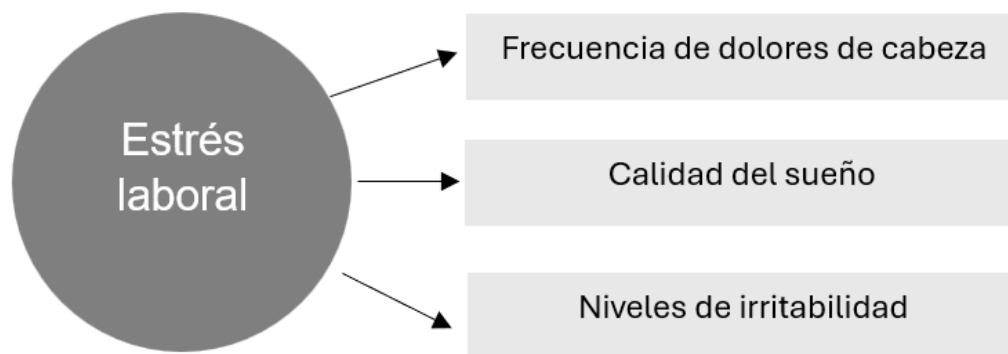 Estrés
laboral
Frecuencia de dolores de cabeza
Calidad del sueño
Niveles de irritabilidad